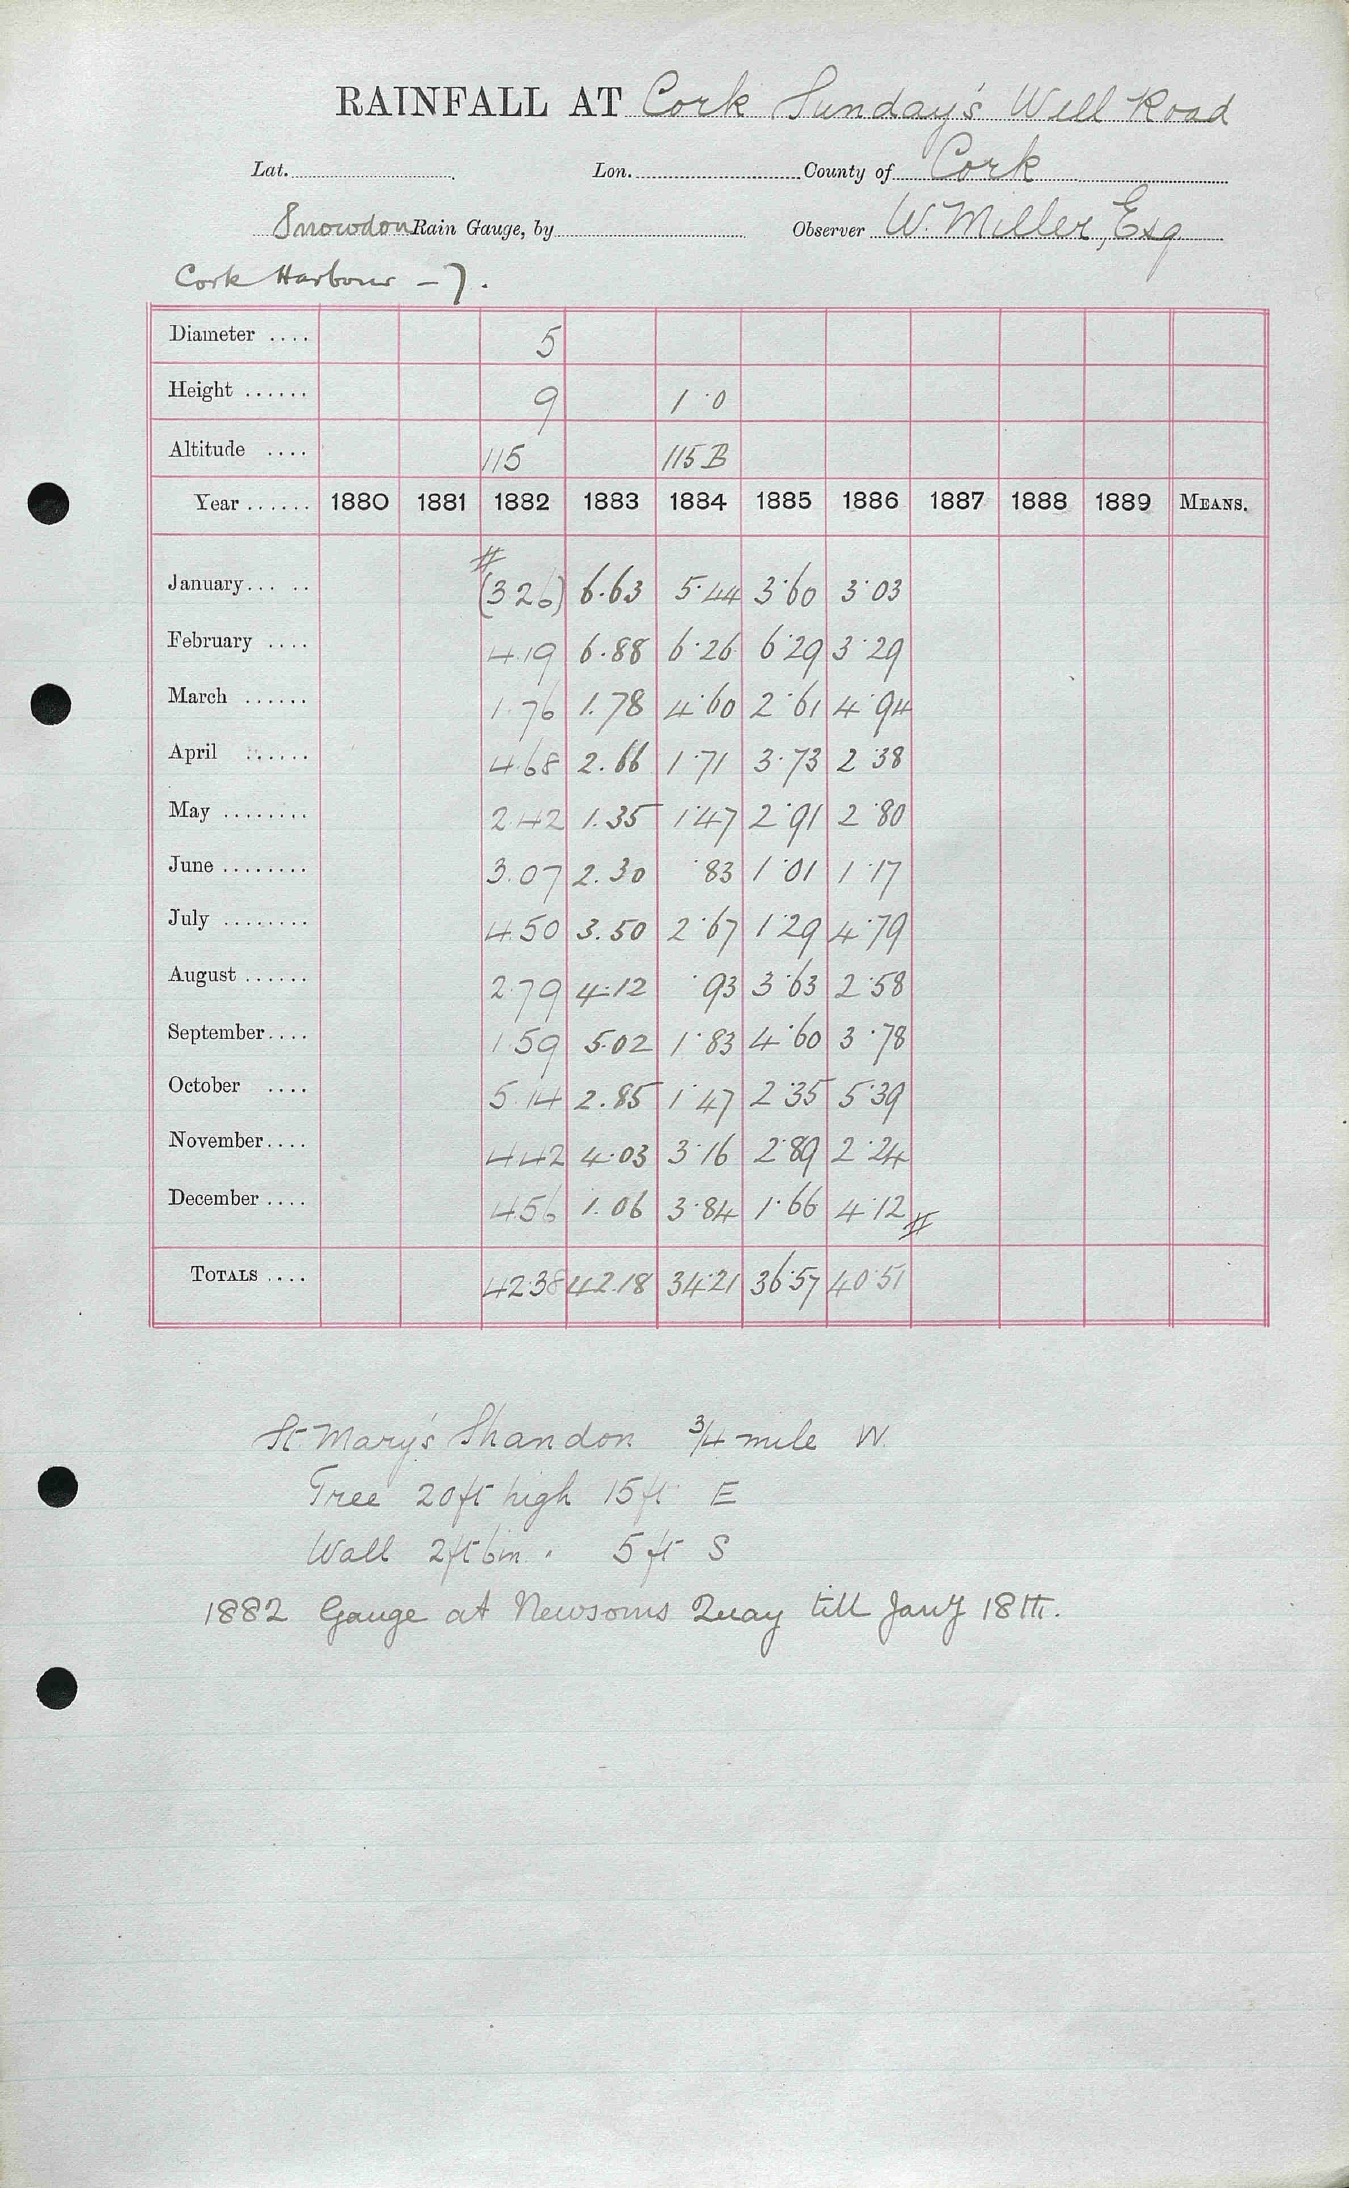 RAINFALL AT Cork Sunday's Well Road
Lat. Lon. County of Cork
Snowdon Rain Gauge, by Observer W. Miller, Esq
Cork Harbour – 7.
Diameter .... 5
Height ...... 9 1·0
Altitude .... 115 115 B
Year ...... 1880 1881 1882 1883 1884 1885 1886 1887 1888 1889 MEANS.
#
January... .. (3 26) 6.63 5.44 3·60 3·03
February .... 4.19 6.88 6·26 6·29 3·29
March ...... 1.76 1.78 4·60 2·61 4·94
April ...... 4.68 2.66 1·71 3·73 2·38
May ........ 2.42 1.35 1·47 2·91 2·80
June ........ 3.07 2.30 ·83 1·01 1·17
July ........ 4.50 3.50 2·67 1·29 4·79
August ...... 2.79 4.12 ·93 3·63 2·58
September.... 1.59 5.02 1·83 4·60 3·78
October .... 5.14 2.85 1·47 2·35 5·39
November.... 4.42 4.03 3·16 2·89 2·24
December .... 4.56 1.06 3·84 1·66 4·12 #
TOTALS .... 42.38 42.18 34·21 36·57 40·51
St Mary's Shandon 3/4 mile W.
Tree 20ft high 15ft E
Wall 2ft 6in. 5ft S
1882 Gauge at Newsoms Quay till Jany 18th.